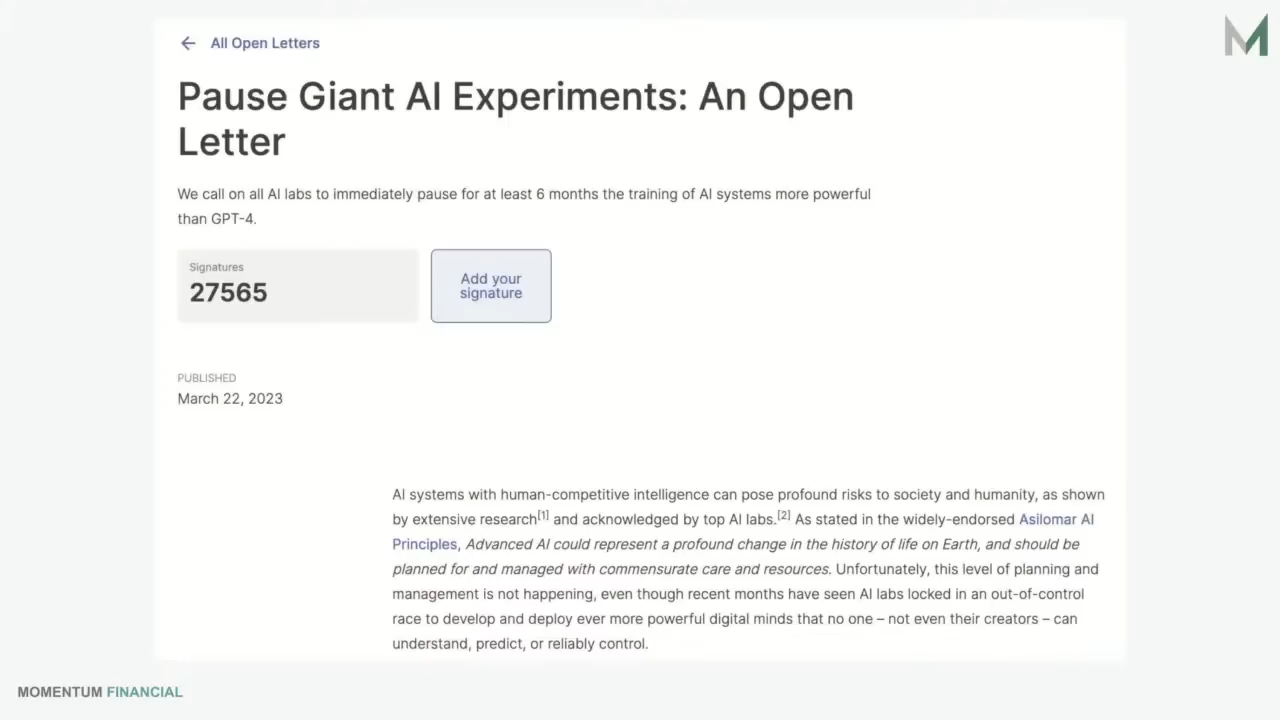 ← All Open Letters
Pause Giant AI Experiments: An Open
Letter
We call on all AI labs to immediately pause for at least 6 months the training of AI systems more powerful
than GPT-4.
Signatures
27565
Add your
signature
PUBLISHED
March 22, 2023
AI systems with human-competitive intelligence can pose profound risks to society and humanity, as shown
by extensive research[1] and acknowledged by top AI labs.[2] As stated in the widely-endorsed Asilomar AI
Principles, Advanced AI could represent a profound change in the history of life on Earth, and should be
planned for and managed with commensurate care and resources. Unfortunately, this level of planning and
management is not happening, even though recent months have seen AI labs locked in an out-of-control
race to develop and deploy ever more powerful digital minds that no one – not even their creators – can
understand, predict, or reliably control.
M
MOMENTUM FINANCIAL